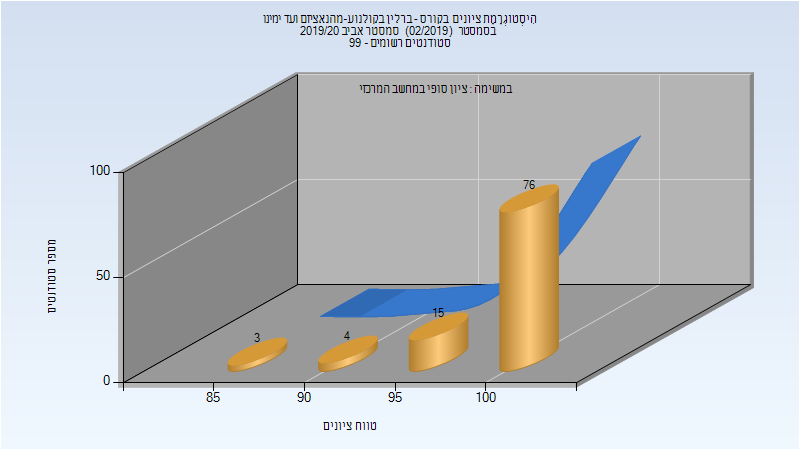 היסטוגרמת ציונים בקורס - ברלין בקולנוע-מהנאציזם ועד ימינו
בסמסטר (02/2019) סמסטר אביב 2019/20
סטודנטים רשומים - 99
במשימה : ציון סופי במחשב המרכזי
מספר סטודנטים
100
50
0
3
4
15
76
85
90
95
100
טווח ציונים